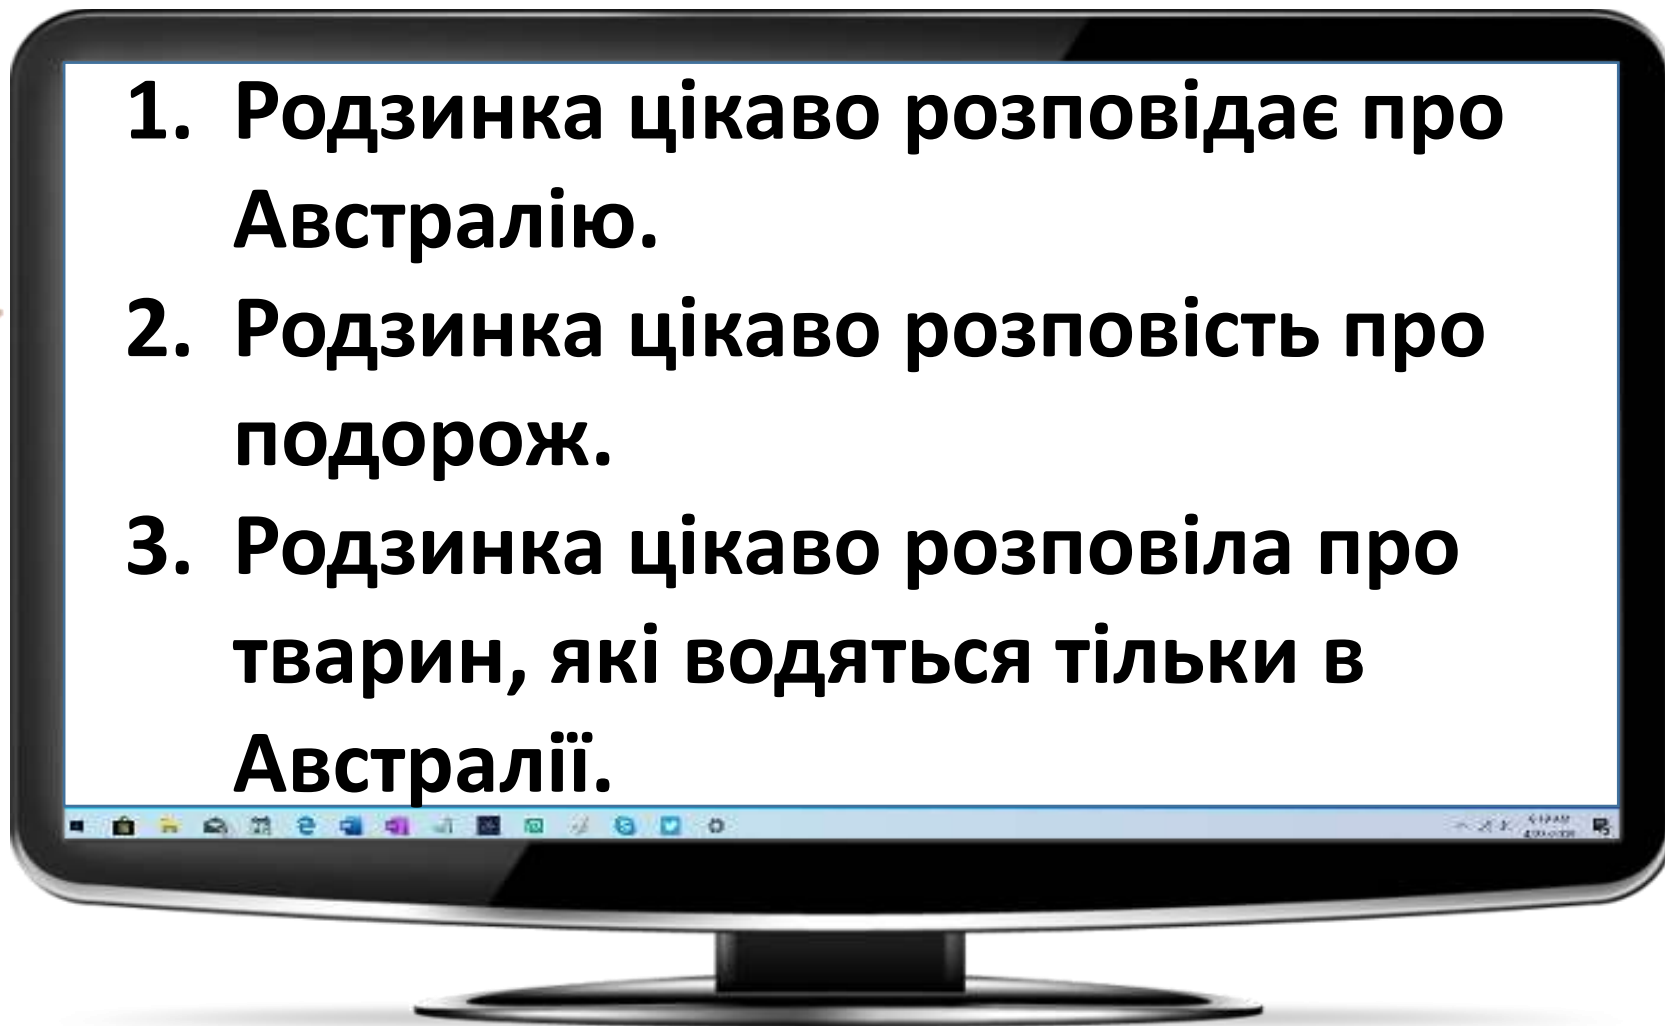 1. Родзинка цікаво розповідає про
Австралію.
2. Родзинка цікаво розповість про
подорож.
3. Родзинка цікаво розповіла про
тварин, які водяться тільки в
Австралії.